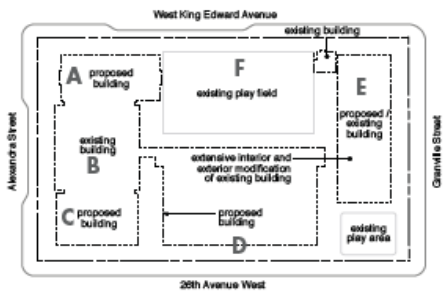 West King Edward Avenue
existing building
A proposed
building
F
existing play field
E
proposed /
existing
building
existing
building
B
extensive interior and
exterior modification
of existing building
C proposed
building
proposed
building
D
existing
play area
Alexandra Street
Granville Street
26th Avenue West